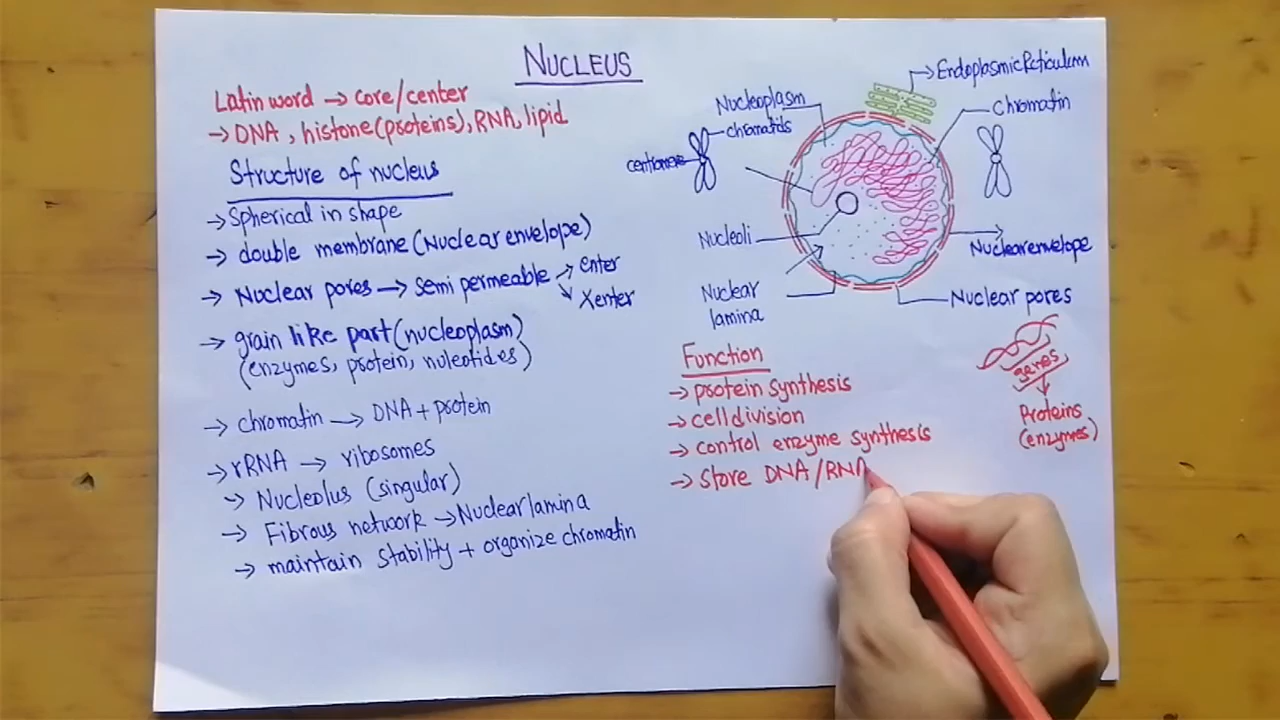 NUCLEUS
Latin word → core/center
→ DNA, histone(proteins), RNA, lipid
Structure of nucleus
→ Spherical in shape
→ double membrane (Nuclear envelope)
→ Nuclear pores → semi permeable → enter
↘ Xenter
→ grain like part (nucleoplasm)
(enzymes, protein, nuleotides)
→ chromatin → DNA + protein
→ rRNA → ribosomes
→ Nucleolus (singular)
→ Fibrous network → Nuclear lamina
→ maintain stability + organize chromatin
Endoplasmic Reticulum
Nucleoplasm
chromatin
chromatids
centromere
Nucleoli
Nuclear envelope
Nuclear
lamina
Nuclear pores
Function
→ protein synthesis
→ cell division
→ control enzyme synthesis
→ Store DNA/RNA
genes
Proteins
(enzymes)